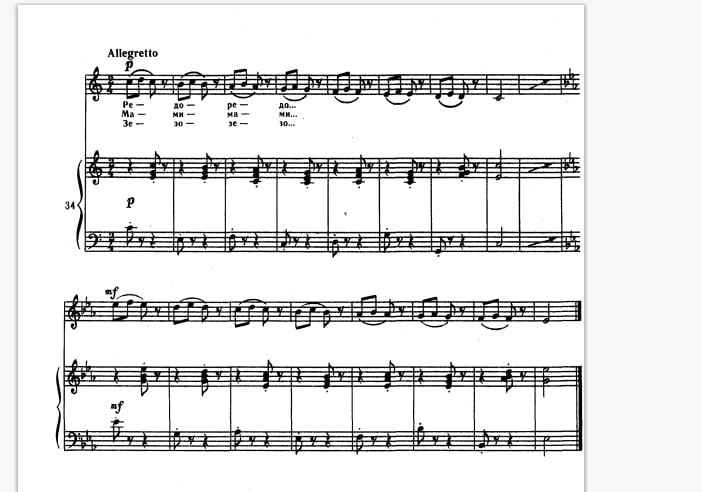 Allegretto
p
Ре — до — ре — до...
Ма — ми — ма — ми...
Зе — зо — зе — зо...
p
34
mf
mf